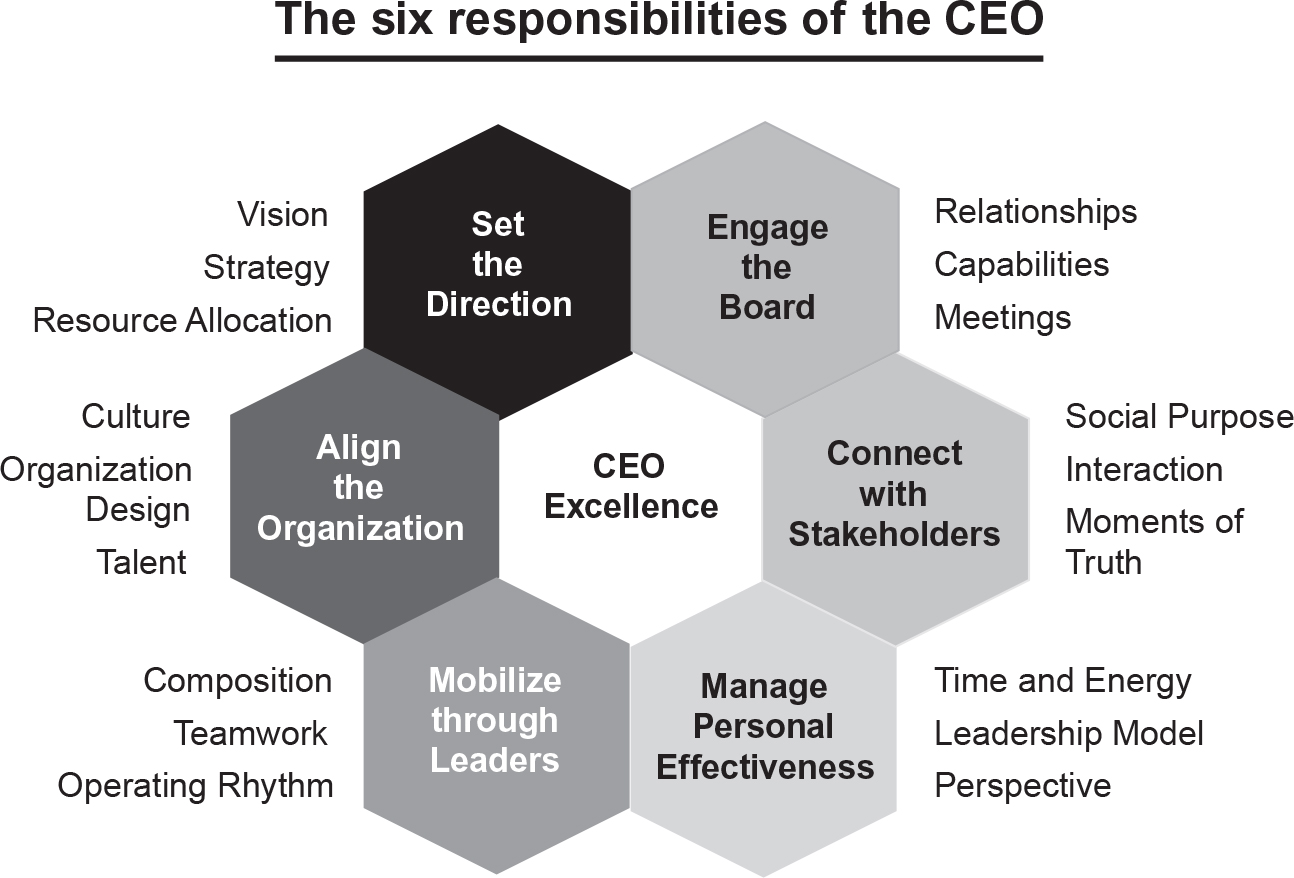 The six responsibilities of the CEO
Vision
Strategy
Resource Allocation
Set
the
Direction
Engage
the
Board
Relationships
Capabilities
Meetings
Culture
Organization
Design
Talent
Align
the
Organization
CEO
Excellence
Connect
with
Stakeholders
Social Purpose
Interaction
Moments of
Truth
Composition
Teamwork
Operating Rhythm
Mobilize
through
Leaders
Manage
Personal
Effectiveness
Time and Energy
Leadership Model
Perspective